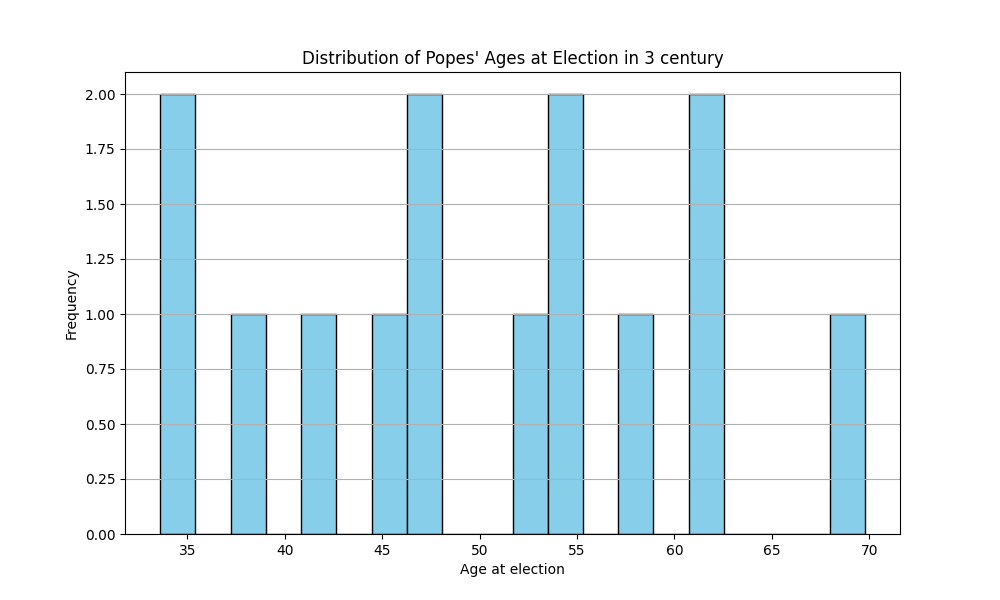 Distribution of Popes' Ages at Election in 3 century
2.00
1.75
1.50
1.25
1.00
0.75
0.50
0.25
0.00
Frequency
35 40 45 50 55 60 65 70
Age at election